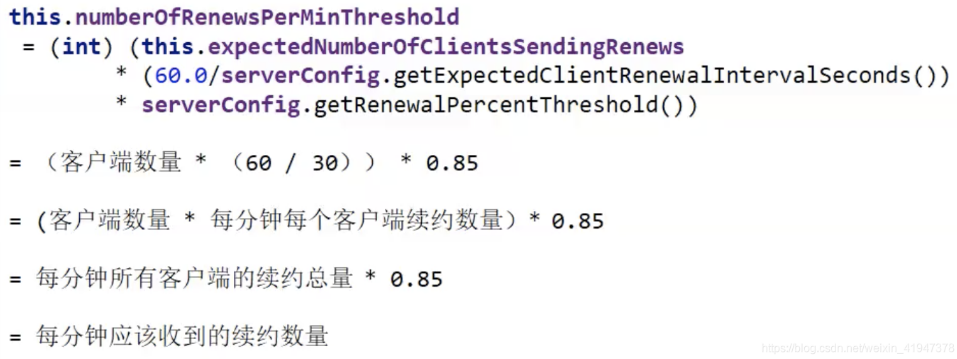 this.numberOfRenewsPerMinThreshold
= (int) (this.expectedNumberOfClientsSendingRenews
* (60.0/serverConfig.getExpectedClientRenewalIntervalSeconds())
* serverConfig.getRenewalPercentThreshold())
= （客户端数量 * （60 / 30）） * 0.85
= (客户端数量 * 每分钟每个客户端续约数量）* 0.85
= 每分钟所有客户端的续约总量 * 0.85
= 每分钟应该收到的续约数量
https://blog.csdn.net/weixin_41947378